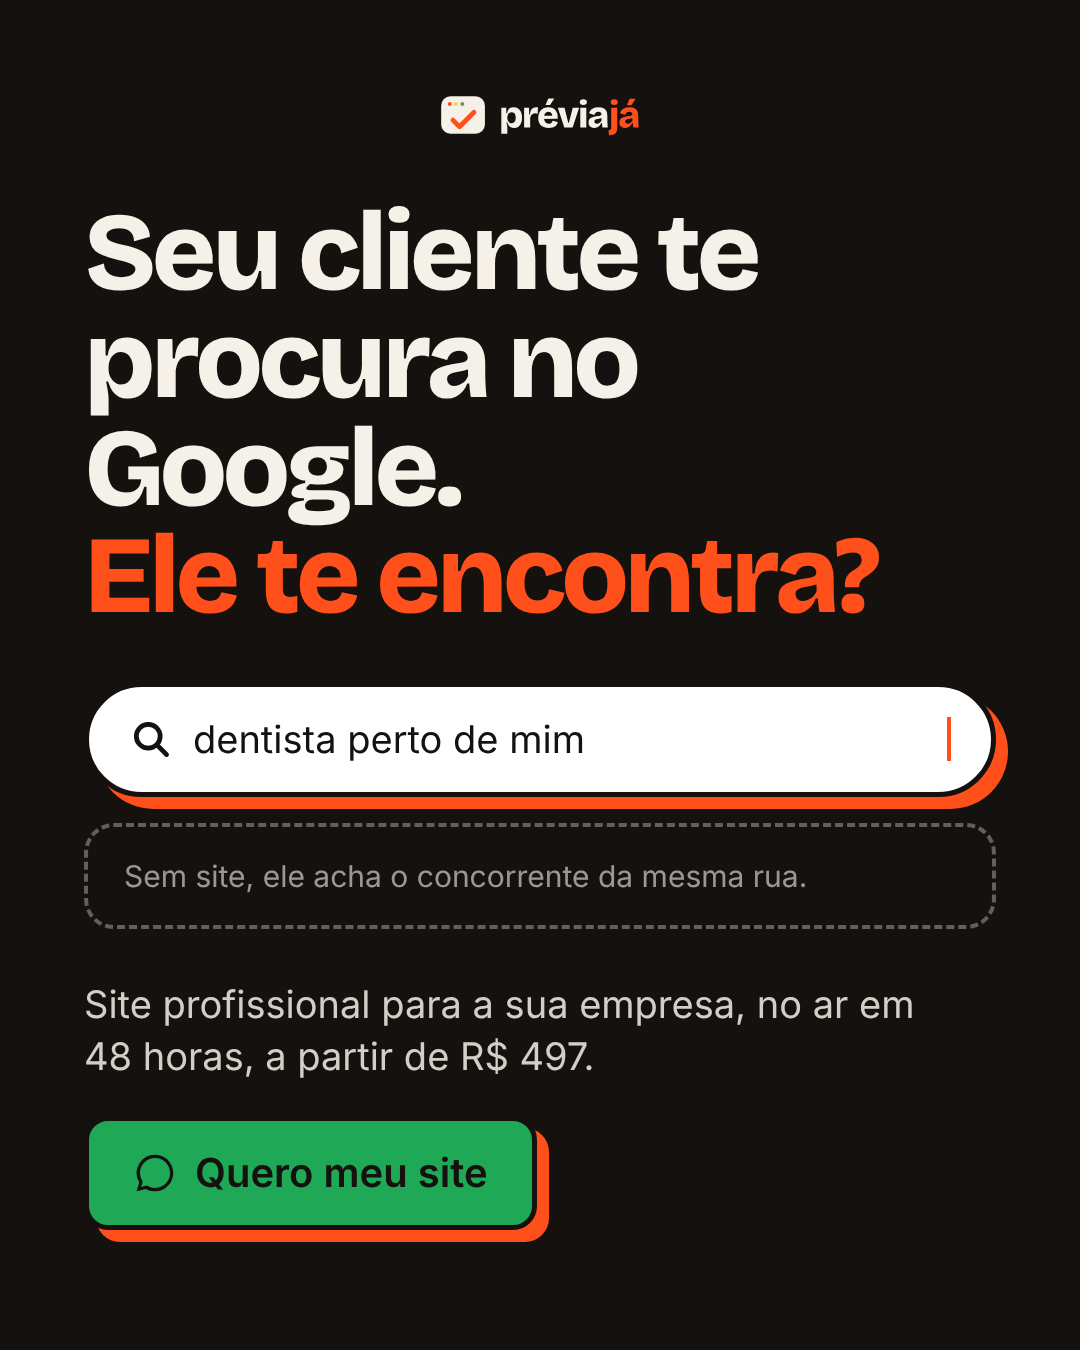 préviajá
Seu cliente te
procura no
Google.
Ele te encontra?
dentista perto de mim
Sem site, ele acha o concorrente da mesma rua.
Site profissional para a sua empresa, no ar em
48 horas, a partir de R$ 497.
Quero meu site